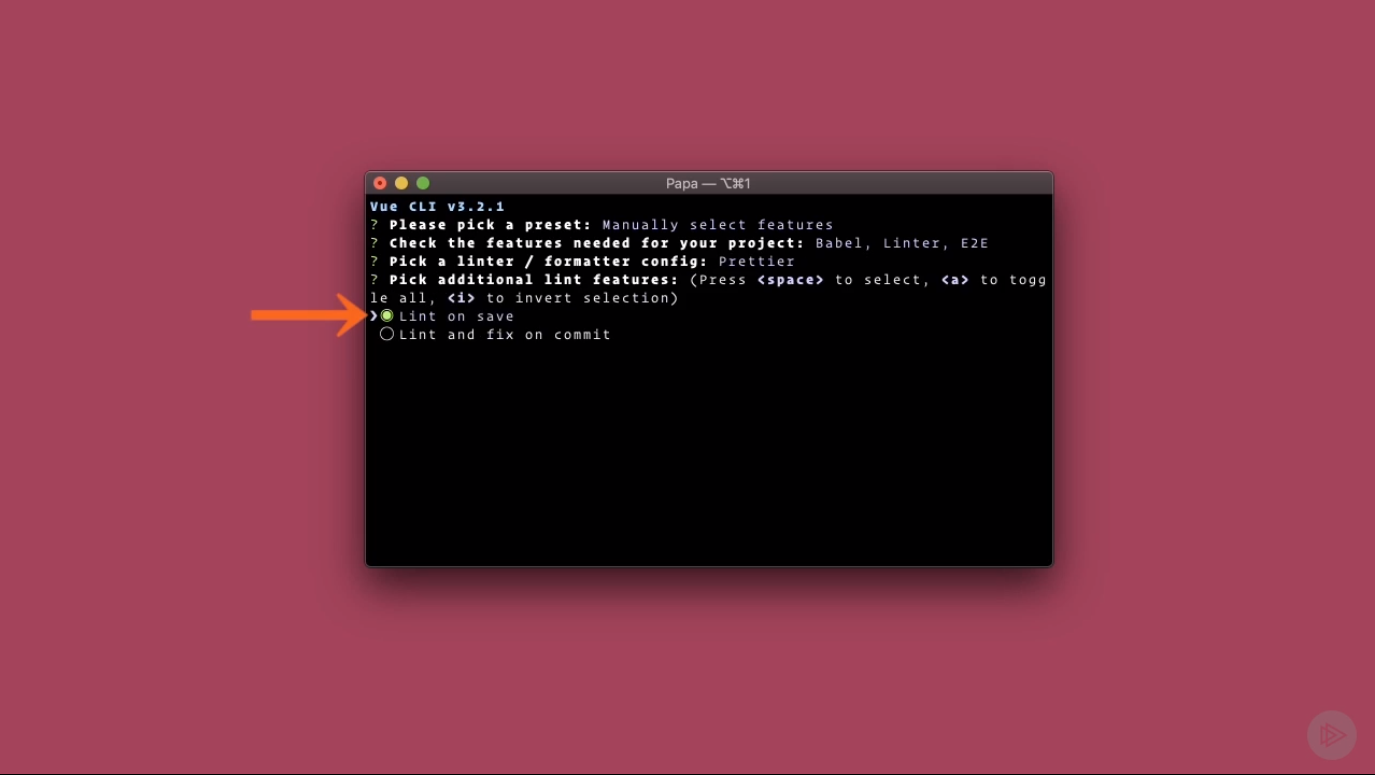 Papa — ⌥⌘1
Vue CLI v3.2.1
? Please pick a preset: Manually select features
? Check the features needed for your project: Babel, Linter, E2E
? Pick a linter / formatter config: Prettier
? Pick additional lint features: (Press <space> to select, <a> to togg
le all, <i> to invert selection)
❯◉ Lint on save
◯ Lint and fix on commit